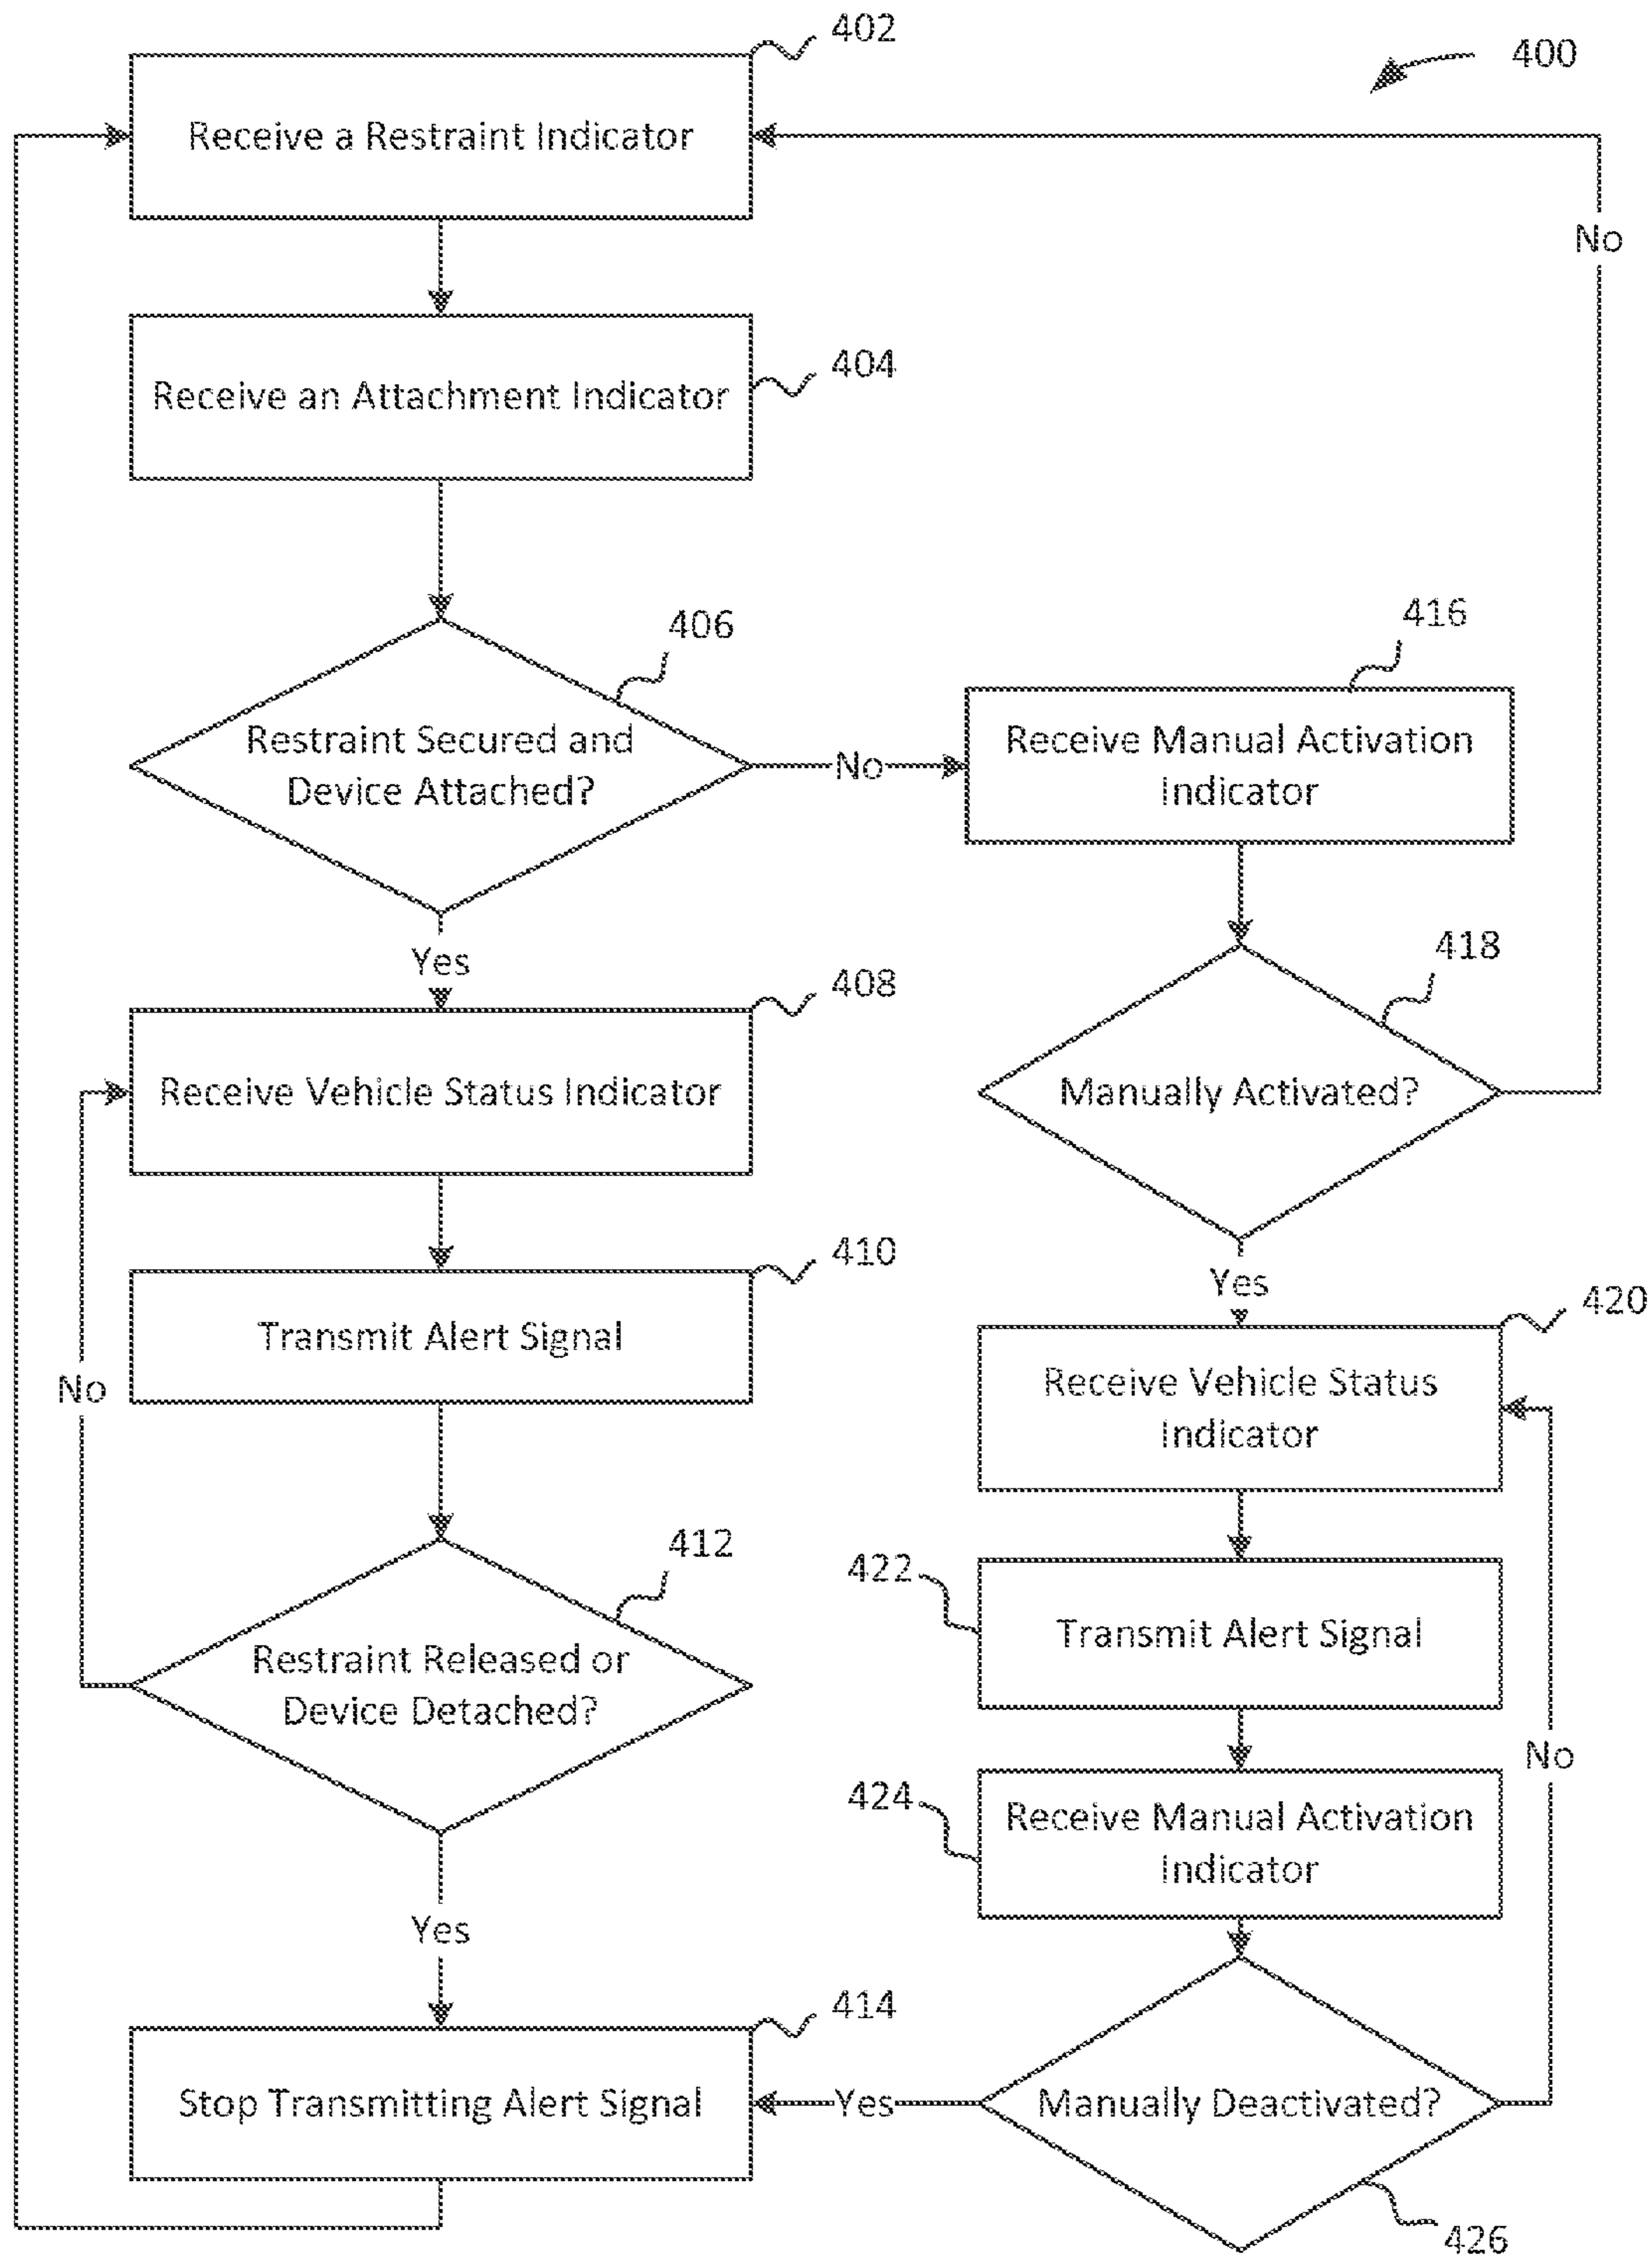 402
400
Receive a Restraint Indicator
No
404
Receive an Attachment Indicator
406
416
Restraint Secured and
Device Attached?
No
Receive Manual Activation
Indicator
Yes
418
408
Receive Vehicle Status Indicator
Manually Activated?
410
Yes
420
Transmit Alert Signal
No
Receive Vehicle Status
Indicator
412
422
Restraint Released or
Device Detached?
Transmit Alert Signal
No
424
Receive Manual Activation
Indicator
Yes
414
Stop Transmitting Alert Signal
Yes
Manually Deactivated?
426